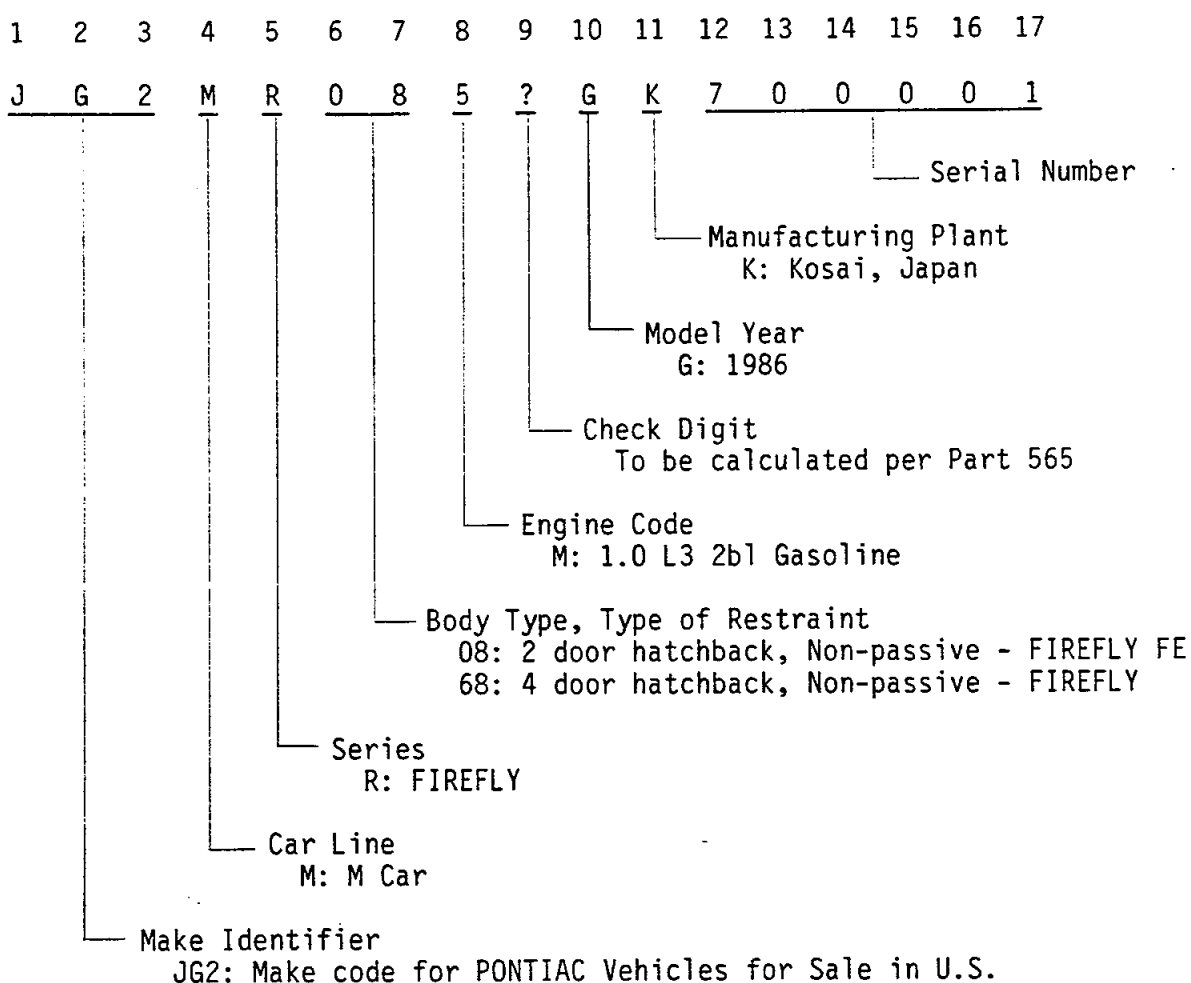 1 2 3 4 5 6 7 8 9 10 11 12 13 14 15 16 17
J G 2 M R 0 8 5 ? G K 7 0 0 0 0 1
Serial Number
Manufacturing Plant
K: Kosai, Japan
Model Year
G: 1986
Check Digit
To be calculated per Part 565
Engine Code
M: 1.0 L3 2bl Gasoline
Body Type, Type of Restraint
08: 2 door hatchback, Non-passive - FIREFLY FE
68: 4 door hatchback, Non-passive - FIREFLY
Series
R: FIREFLY
Car Line
M: M Car
Make Identifier
JG2: Make code for PONTIAC Vehicles for Sale in U.S.